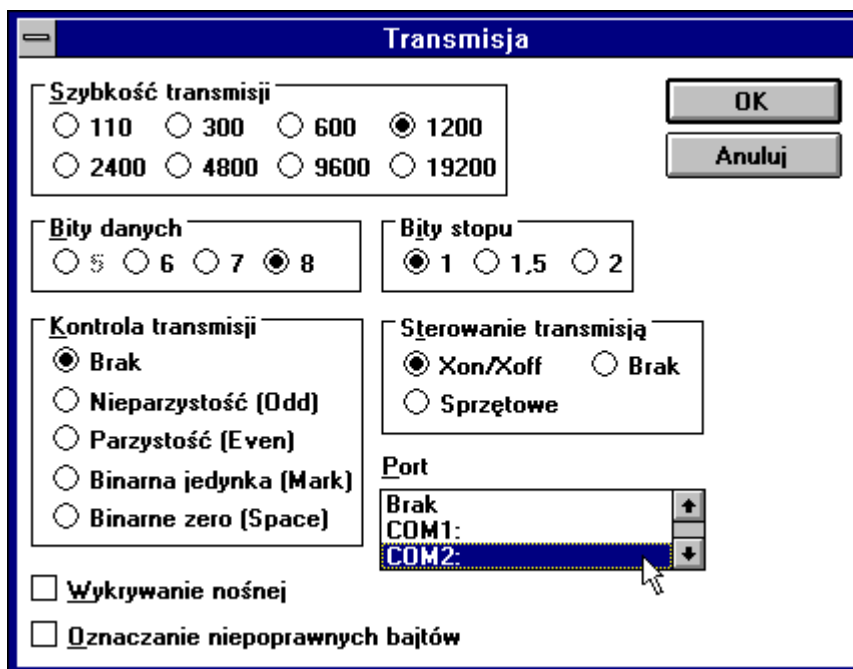 Transmisja
Szybkość transmisji
110 300 600 1200
2400 4800 9600 19200
OK
Anuluj
Bity danych
5 6 7 8
Bity stopu
1 1,5 2
Kontrola transmisji
Brak
Nieparzystość (Odd)
Parzystość (Even)
Binarna jedynka (Mark)
Binarne zero (Space)
Sterowanie transmisją
Xon/Xoff Brak
Sprzętowe
Port
Brak
COM1:
COM2:
Wykrywanie nośnej
Oznaczanie niepoprawnych bajtów